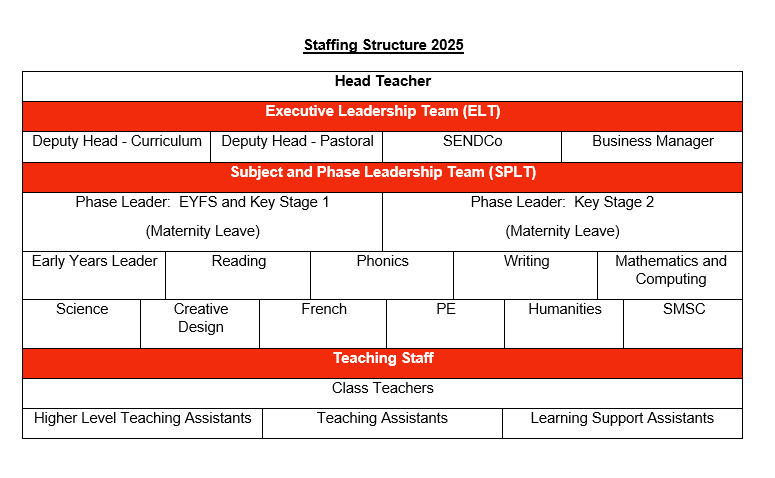 Staffing Structure 2025
Head Teacher
Executive Leadership Team (ELT)
Deputy Head - Curriculum
Deputy Head - Pastoral
SENDCo
Business Manager
Subject and Phase Leadership Team (SPLT)
Phase Leader:  EYFS and Key Stage 1
(Maternity Leave)
Phase Leader:  Key Stage 2
(Maternity Leave)
Early Years Leader
Reading
Phonics
Writing
Mathematics and
Computing
Science
Creative
Design
French
PE
Humanities
SMSC
Teaching Staff
Class Teachers
Higher Level Teaching Assistants
Teaching Assistants
Learning Support Assistants